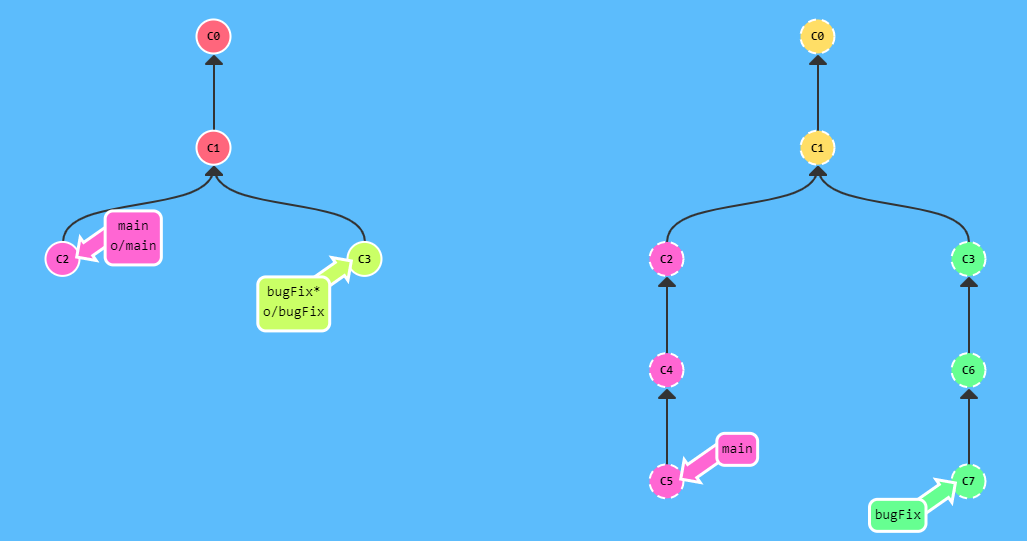 C0
C1
main
o/main
C2
C3
bugFix*
o/bugFix
C0
C1
C2
C3
C4
C6
main
C5
C7
bugFix